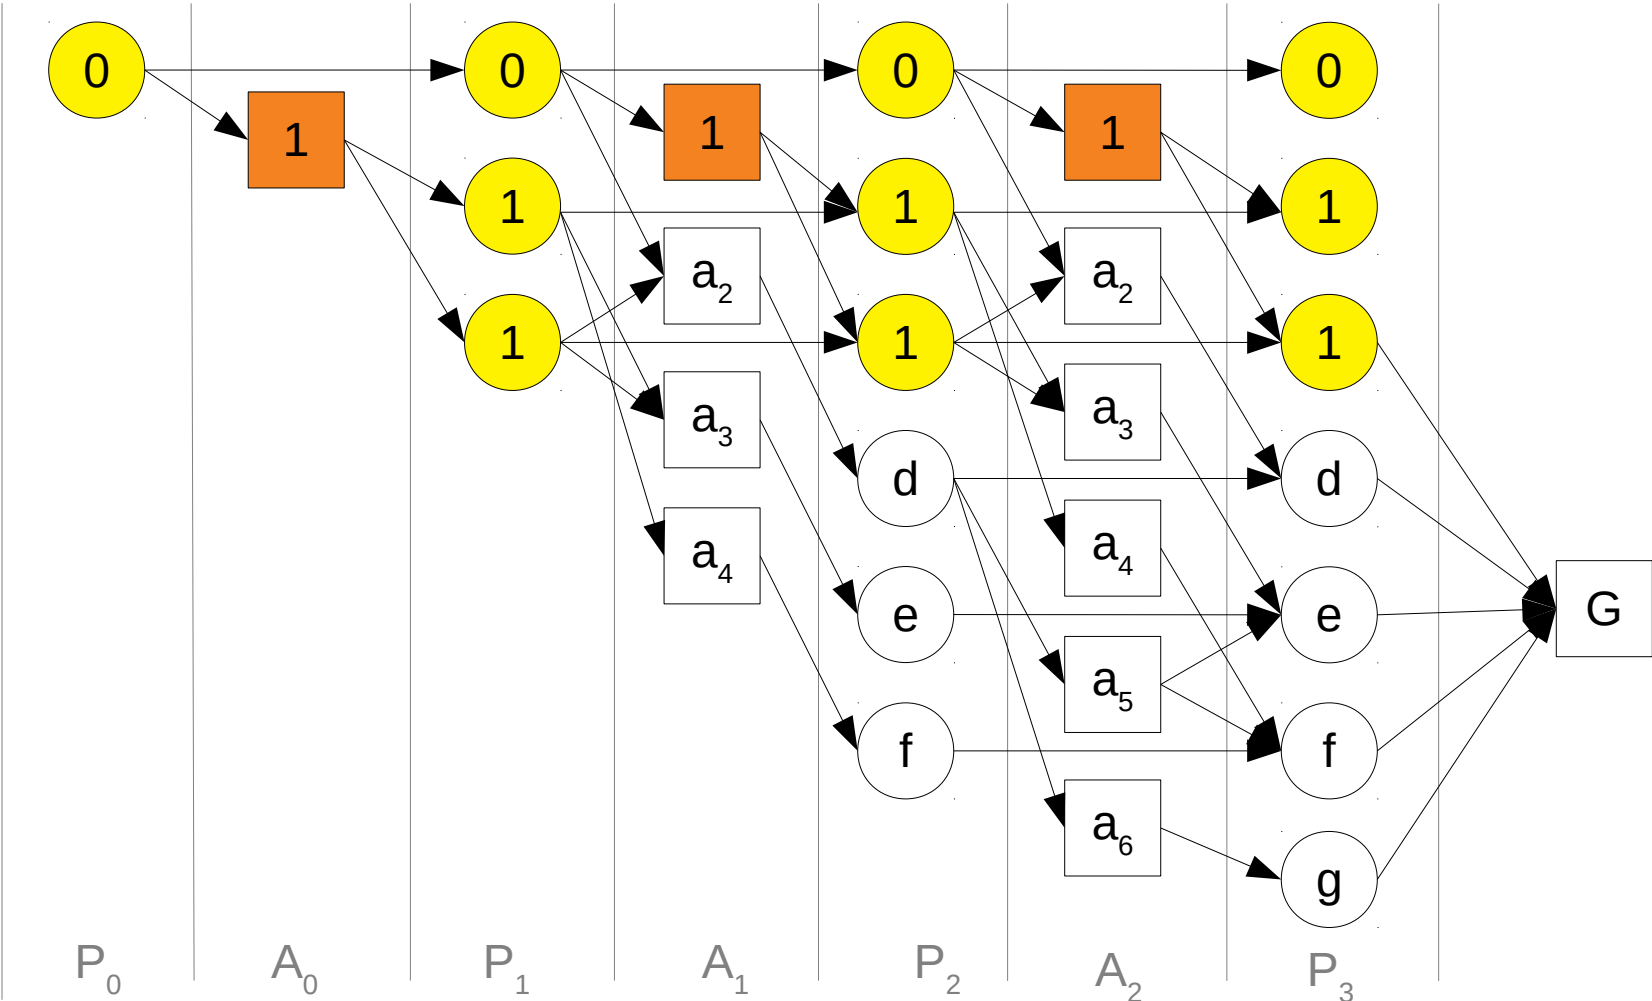 0 0 0 0
1 1 1
1 1 1
a2 a2
1 1 1
a3 a3
d d
a4 a4
e e G
a5
f f
a6
g
P0 A0 P1 A1 P2 A2 P3